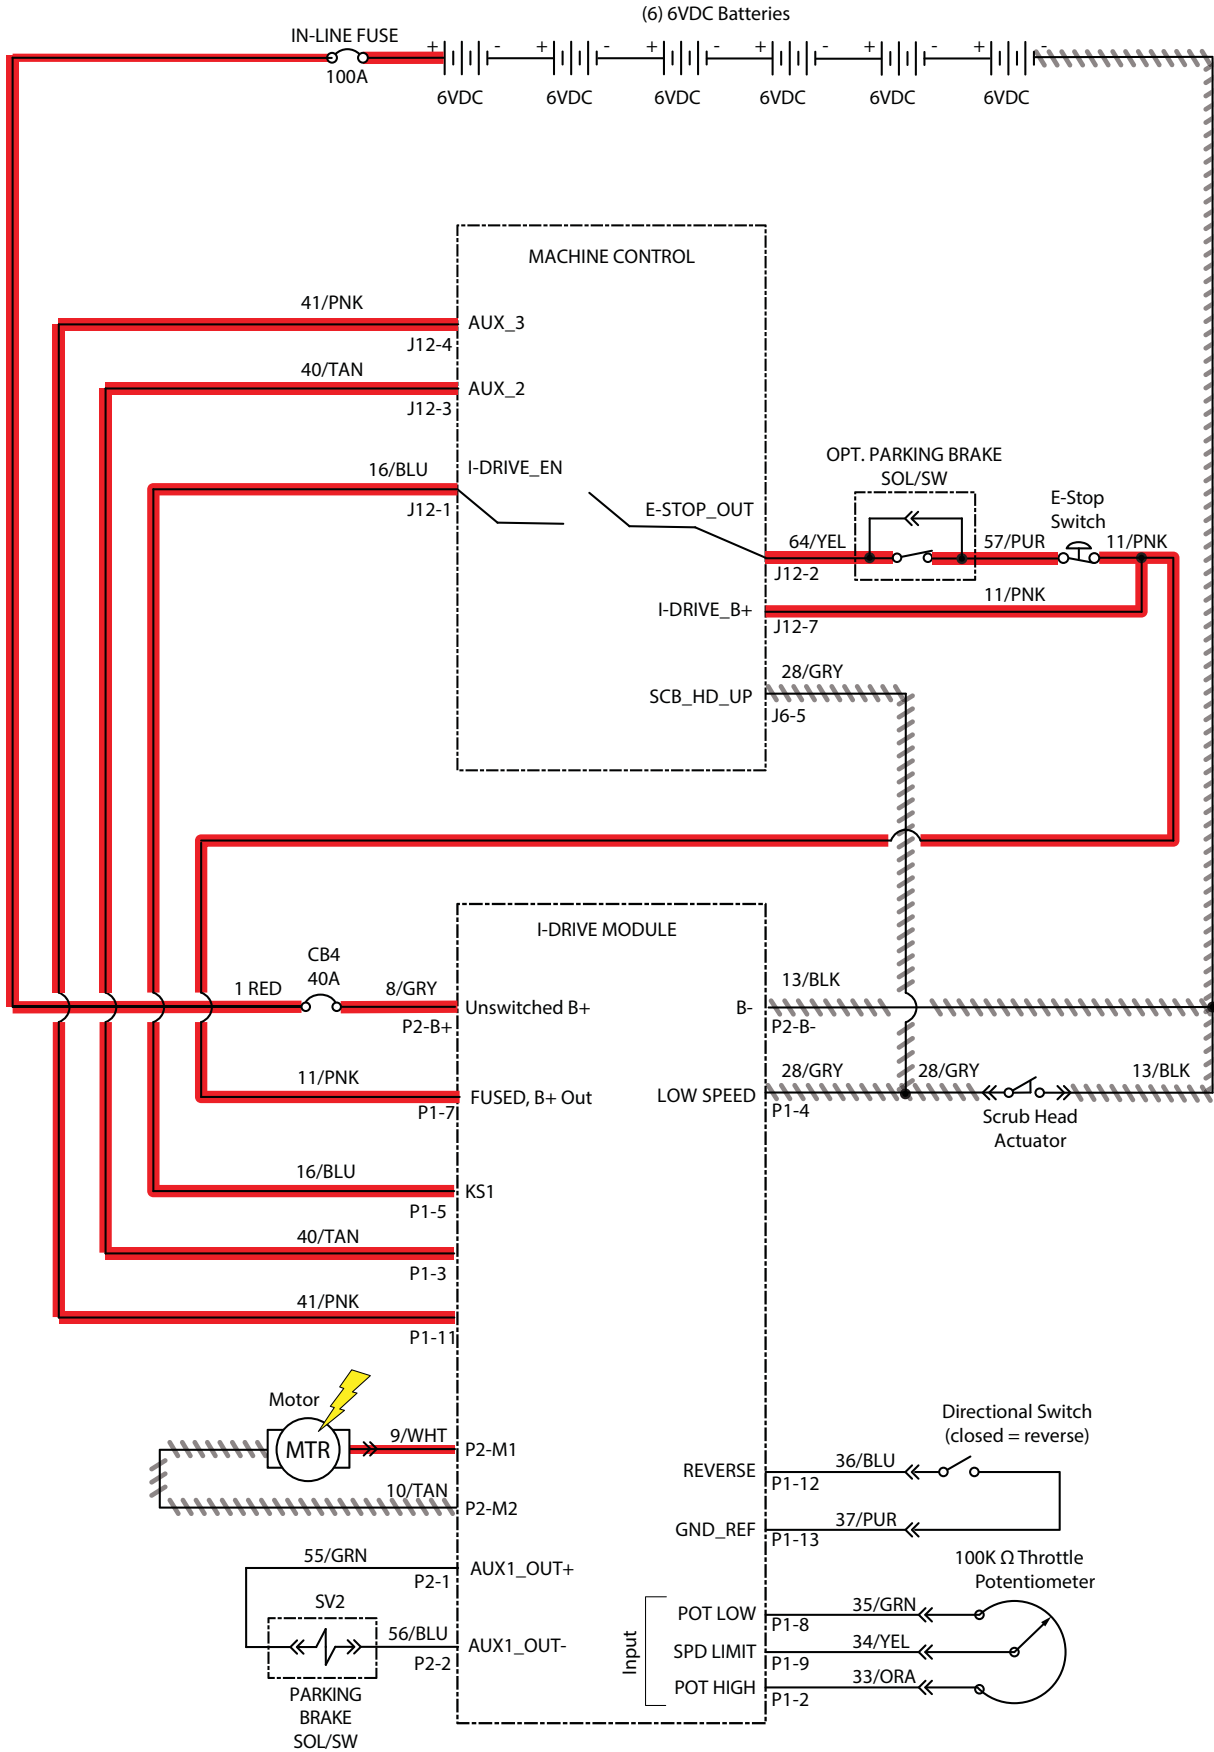 (6) 6VDC Batteries
IN-LINE FUSE
100A
+ - + - + - + - + - + -
6VDC 6VDC 6VDC 6VDC 6VDC 6VDC
MACHINE CONTROL
41/PNK
AUX_3
J12-4
40/TAN
AUX_2
J12-3
16/BLU
I-DRIVE_EN
J12-1
E-STOP_OUT
OPT. PARKING BRAKE
SOL/SW
E-Stop
Switch
64/YEL
57/PUR
11/PNK
J12-2
11/PNK
I-DRIVE_B+
J12-7
28/GRY
SCB_HD_UP
J6-5
I-DRIVE MODULE
CB4
40A
1 RED
8/GRY
Unswitched B+
P2-B+
13/BLK
B-
P2-B-
11/PNK
FUSED, B+ Out
P1-7
28/GRY
28/GRY
13/BLK
LOW SPEED
P1-4
Scrub Head
Actuator
16/BLU
KS1
P1-5
40/TAN
P1-3
41/PNK
P1-11
Motor
MTR
9/WHT
P2-M1
10/TAN
P2-M2
Directional Switch
(closed = reverse)
36/BLU
REVERSE
P1-12
37/PUR
GND_REF
P1-13
55/GRN
AUX1_OUT+
P2-1
SV2
56/BLU
AUX1_OUT-
P2-2
PARKING
BRAKE
SOL/SW
100K Ω Throttle
Potentiometer
Input
35/GRN
POT LOW
P1-8
34/YEL
SPD LIMIT
P1-9
33/ORA
POT HIGH
P1-2